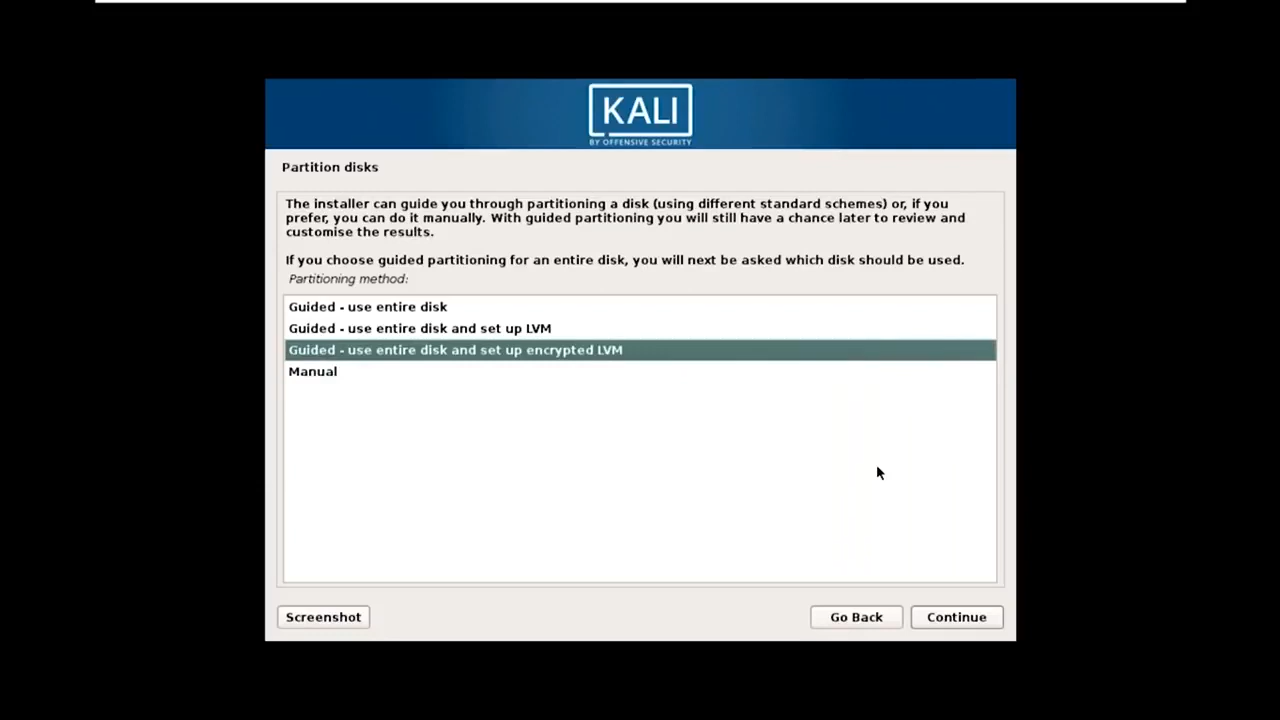 KALI
BY OFFENSIVE SECURITY
Partition disks
The installer can guide you through partitioning a disk (using different standard schemes) or, if you
prefer, you can do it manually. With guided partitioning you will still have a chance later to review and
customise the results.
If you choose guided partitioning for an entire disk, you will next be asked which disk should be used.
Partitioning method:
Guided - use entire disk
Guided - use entire disk and set up LVM
Guided - use entire disk and set up encrypted LVM
Manual
Screenshot
Go Back
Continue